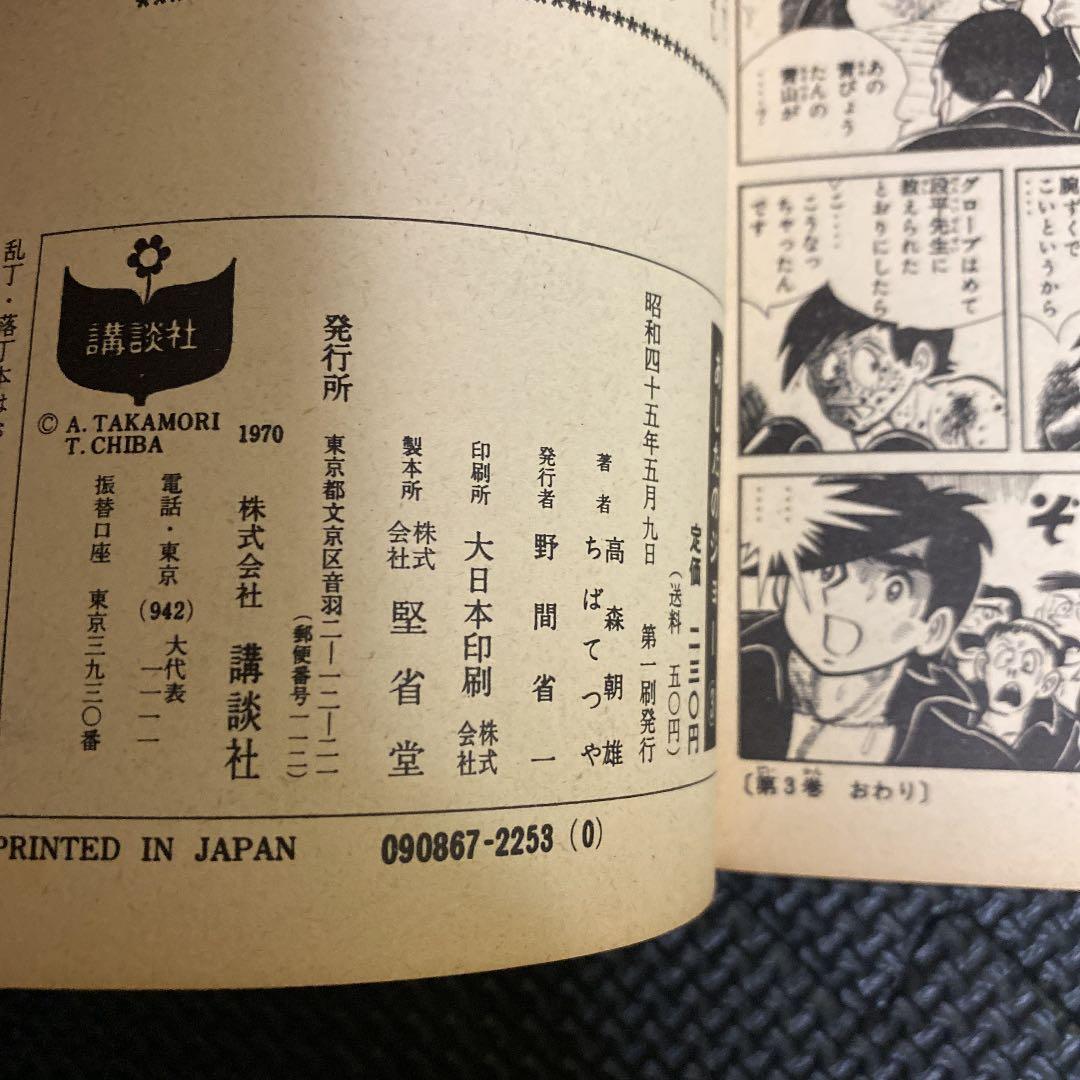 あの
青びょう
たんの
青山が
……？
腕ずくで
こいというから
……
グローブはめて
段平先生に
教えられた
とおりにしたら
こ……
こうなっ
ちゃったん
です
ぞ
……
〔第3巻 おわり〕
あしたのジョー 3
定価 二三〇円
(送料 五〇円)
昭和四十五年五月九日 第一刷発行
著者 高森朝雄
ちばてつや
発行者 野間省一
印刷所 大日本印刷株式会社
製本所 株式会社 堅省堂
発行所 東京都文京区音羽二―一二―二一
(郵便番号一一二)
株式会社 講談社
電話・東京(942)一一一一 大代表
振替口座 東京三九三〇番
講談社
© A. TAKAMORI
T. CHIBA
1970
乱丁・落丁本は
PRINTED IN JAPAN
090867-2253 (0)